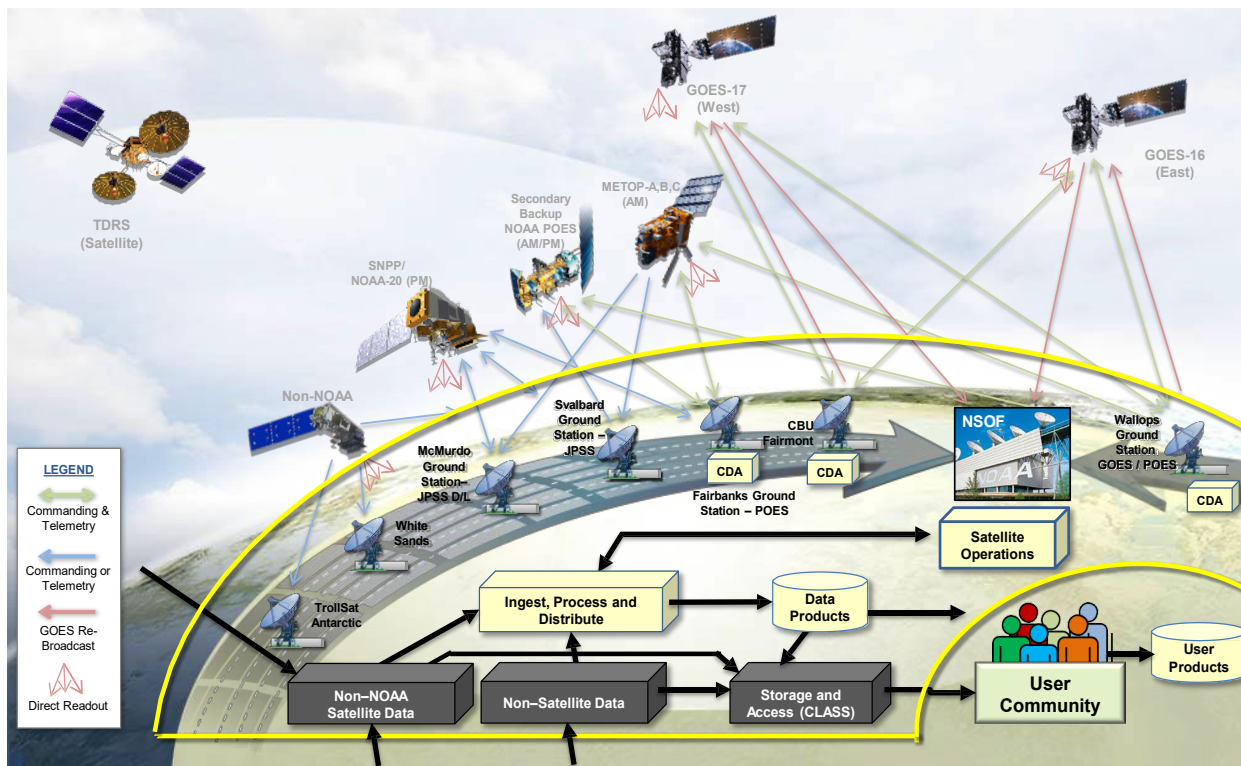 GOES-17
(West)
GOES-16
(East)
TDRS
(Satellite)
METOP-A,B,C
(AM)
Secondary
Backup
NOAA POES
(AM/PM)
SNPP/
NOAA-20 (PM)
Non-NOAA
Svalbard
Ground
Station –
JPSS
McMurdo
Ground
Station–
JPSS D/L
White
Sands
TrollSat
Antarctic
CBU
Fairmont
CDA
CDA
Fairbanks Ground
Station – POES
NSOF
NOAA
Wallops
Ground
Station
GOES / POES
CDA
Satellite
Operations
Ingest, Process and
Distribute
Data
Products
Non–NOAA
Satellite Data
Non–Satellite Data
Storage and
Access (CLASS)
User
Community
User
Products
LEGEND
Commanding &
Telemetry
Commanding or
Telemetry
GOES Re-
Broadcast
Direct Readout